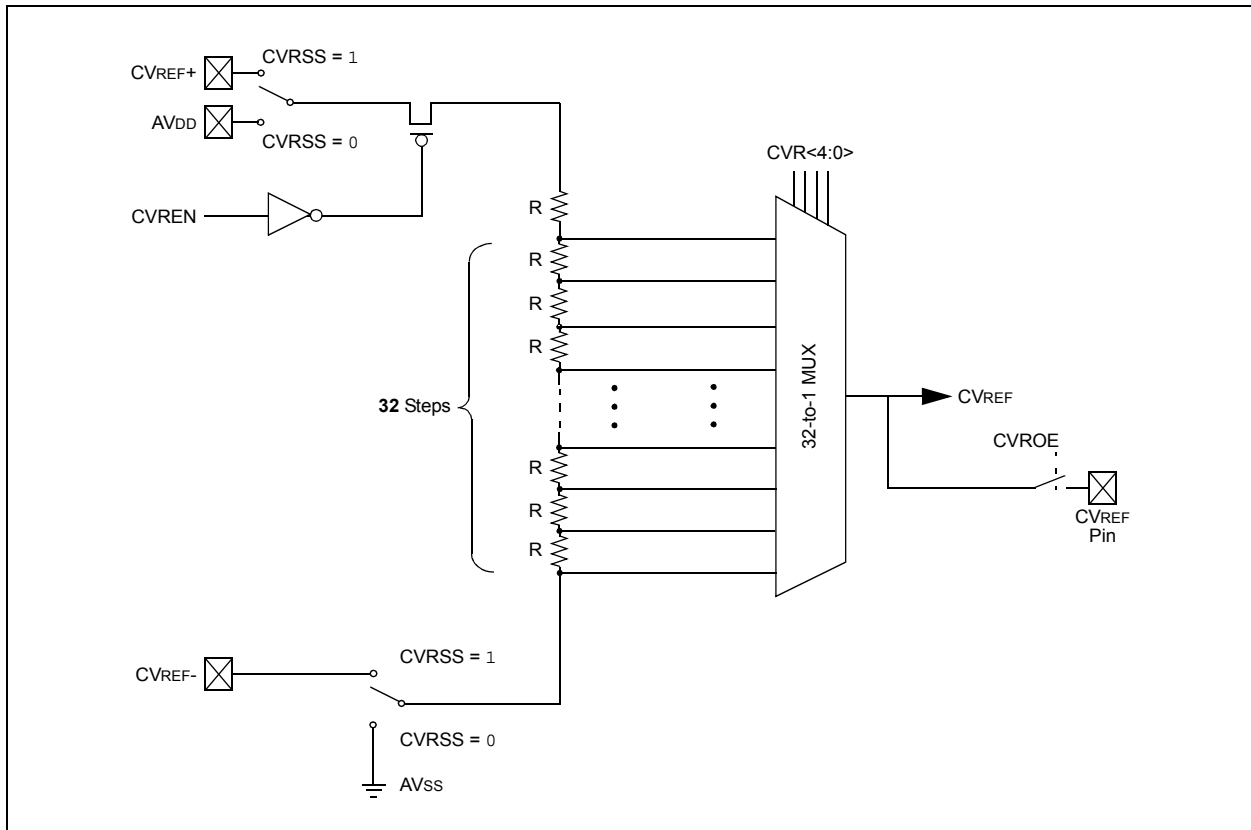 CVRSS = 1
CVREF+
AVDD
CVRSS = 0
CVREN
CVR<4:0>
R
R
R
R
32 Steps
32-to-1 MUX
CVREF
CVROE
CVREF
Pin
R
R
R
CVRSS = 1
CVREF-
CVRSS = 0
AVSS